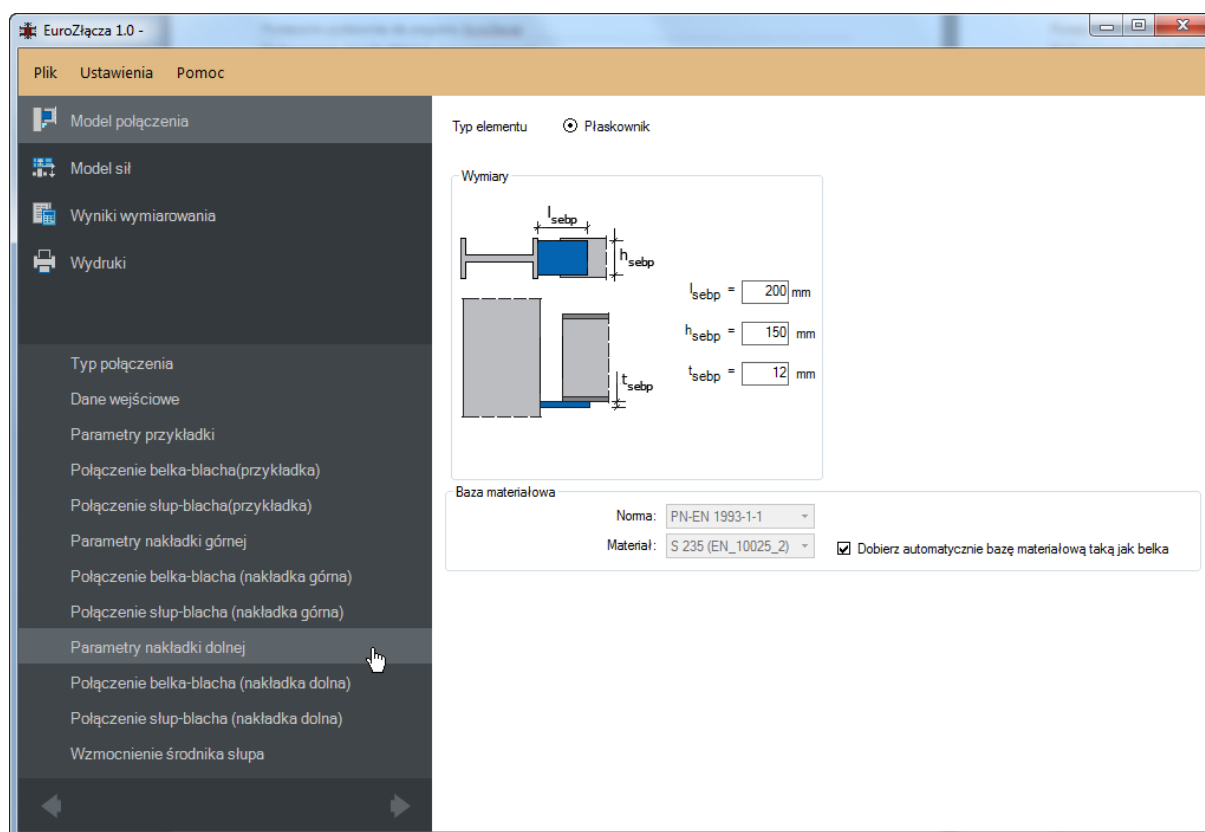 EuroZłącza 1.0 -
Plik Ustawienia Pomoc
Model połączenia
Model sił
Wyniki wymiarowania
Wydruki
Typ połączenia
Dane wejściowe
Parametry przykładki
Połączenie belka-blacha(przykładka)
Połączenie słup-blacha(przykładka)
Parametry nakładki górnej
Połączenie belka-blacha (nakładka górna)
Połączenie słup-blacha (nakładka górna)
Parametry nakładki dolnej
Połączenie belka-blacha (nakładka dolna)
Połączenie słup-blacha (nakładka dolna)
Wzmocnienie środnika słupa
Typ elementu Płaskownik
Wymiary
lsebp
hsebp
tsebp
lsebp = 200 mm
hsebp = 150 mm
tsebp = 12 mm
Baza materiałowa
Norma: PN-EN 1993-1-1
Materiał: S 235 (EN_10025_2) Dobierz automatycznie bazę materiałową taką jak belka